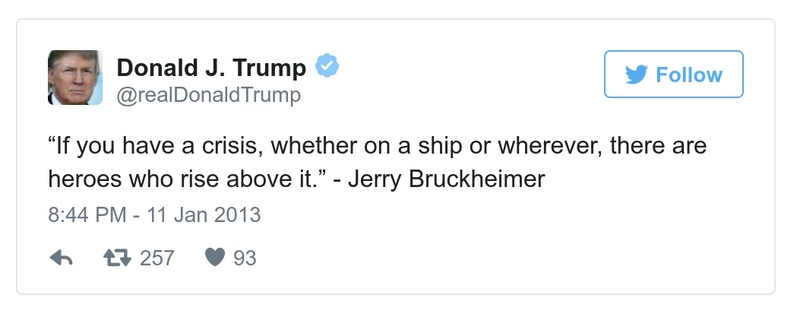 Donald J. Trump
@realDonaldTrump
Follow
“If you have a crisis, whether on a ship or wherever, there are
heroes who rise above it.” - Jerry Bruckheimer
8:44 PM - 11 Jan 2013
257 93